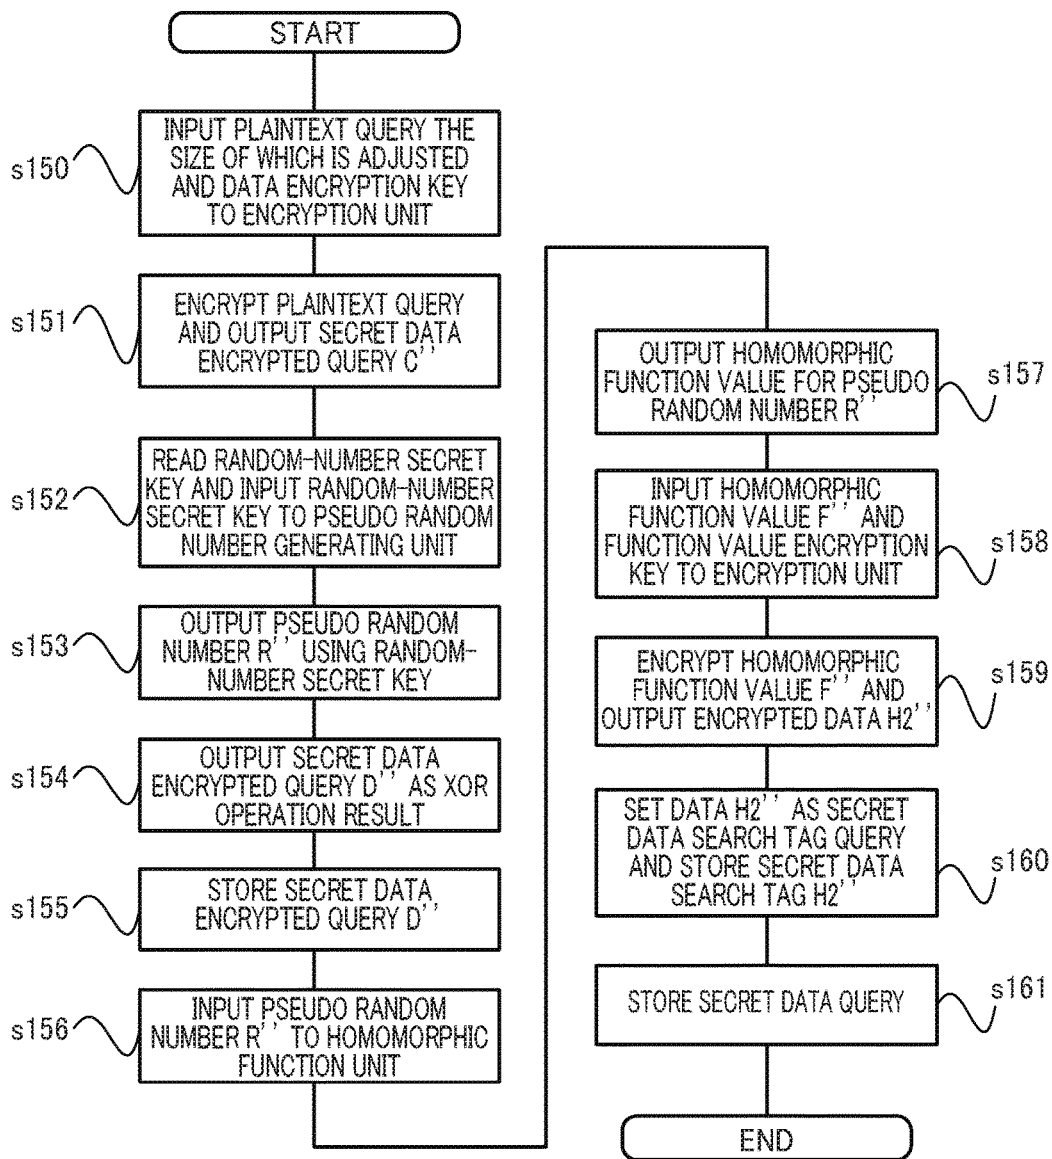 START
s150
INPUT PLAINTEXT QUERY THE
SIZE OF WHICH IS ADJUSTED
AND DATA ENCRYPTION KEY
TO ENCRYPTION UNIT
s151
ENCRYPT PLAINTEXT QUERY
AND OUTPUT SECRET DATA
ENCRYPTED QUERY C''
s152
READ RANDOM-NUMBER SECRET
KEY AND INPUT RANDOM-NUMBER
SECRET KEY TO PSEUDO RANDOM
NUMBER GENERATING UNIT
s153
OUTPUT PSEUDO RANDOM
NUMBER R'' USING RANDOM-
NUMBER SECRET KEY
s154
OUTPUT SECRET DATA
ENCRYPTED QUERY D'' AS XOR
OPERATION RESULT
s155
STORE SECRET DATA
ENCRYPTED QUERY D''
s156
INPUT PSEUDO RANDOM
NUMBER R'' TO HOMOMORPHIC
FUNCTION UNIT
OUTPUT HOMOMORPHIC
FUNCTION VALUE FOR PSEUDO
RANDOM NUMBER R''
s157
INPUT HOMOMORPHIC
FUNCTION VALUE F'' AND
FUNCTION VALUE ENCRYPTION
KEY TO ENCRYPTION UNIT
s158
ENCRYPT HOMOMORPHIC
FUNCTION VALUE F'' AND
OUTPUT ENCRYPTED DATA H2''
s159
SET DATA H2'' AS SECRET
DATA SEARCH TAG QUERY
AND STORE SECRET DATA
SEARCH TAG H2''
s160
STORE SECRET DATA QUERY
s161
END